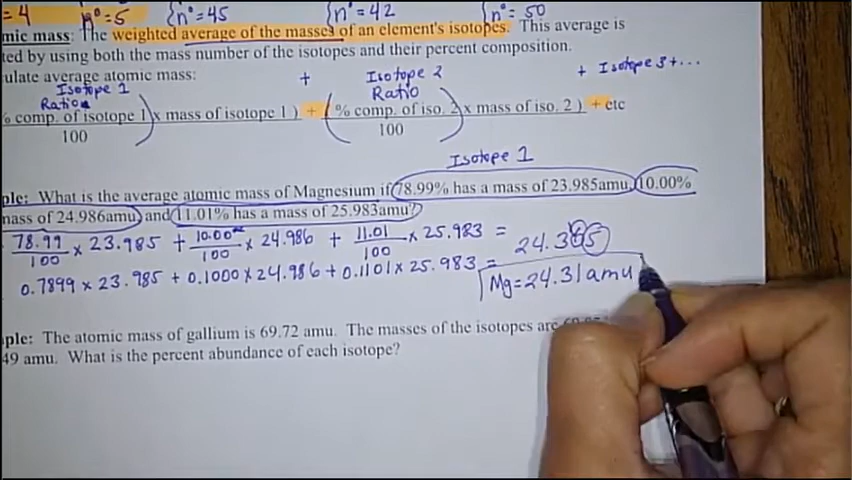 =4 n°=5 n°=45 n°=42 n°=50
mic mass: The weighted average of the masses of an element's isotopes. This average is
ted by using both the mass number of the isotopes and their percent composition.
culate average atomic mass:
Isotope 1 Ratio + Isotope 2 Ratio + Isotope 3 + ...
% comp. of isotope 1 x mass of isotope 1 ) + ( % comp. of iso. 2 x mass of iso. 2 ) + etc
100 100
Isotope 1
ple: What is the average atomic mass of Magnesium if 78.99% has a mass of 23.985amu, 10.00%
mass of 24.986amu and 11.01% has a mass of 25.983amu?
78.99/100 x 23.985 + 10.00/100 x 24.986 + 11.01/100 x 25.983 =
0.7899 x 23.985 + 0.1000 x 24.986 + 0.1101 x 25.983 =
Mg = 24.31 amu
ple: The atomic mass of gallium is 69.72 amu. The masses of the isotopes are
49 amu. What is the percent abundance of each isotope?